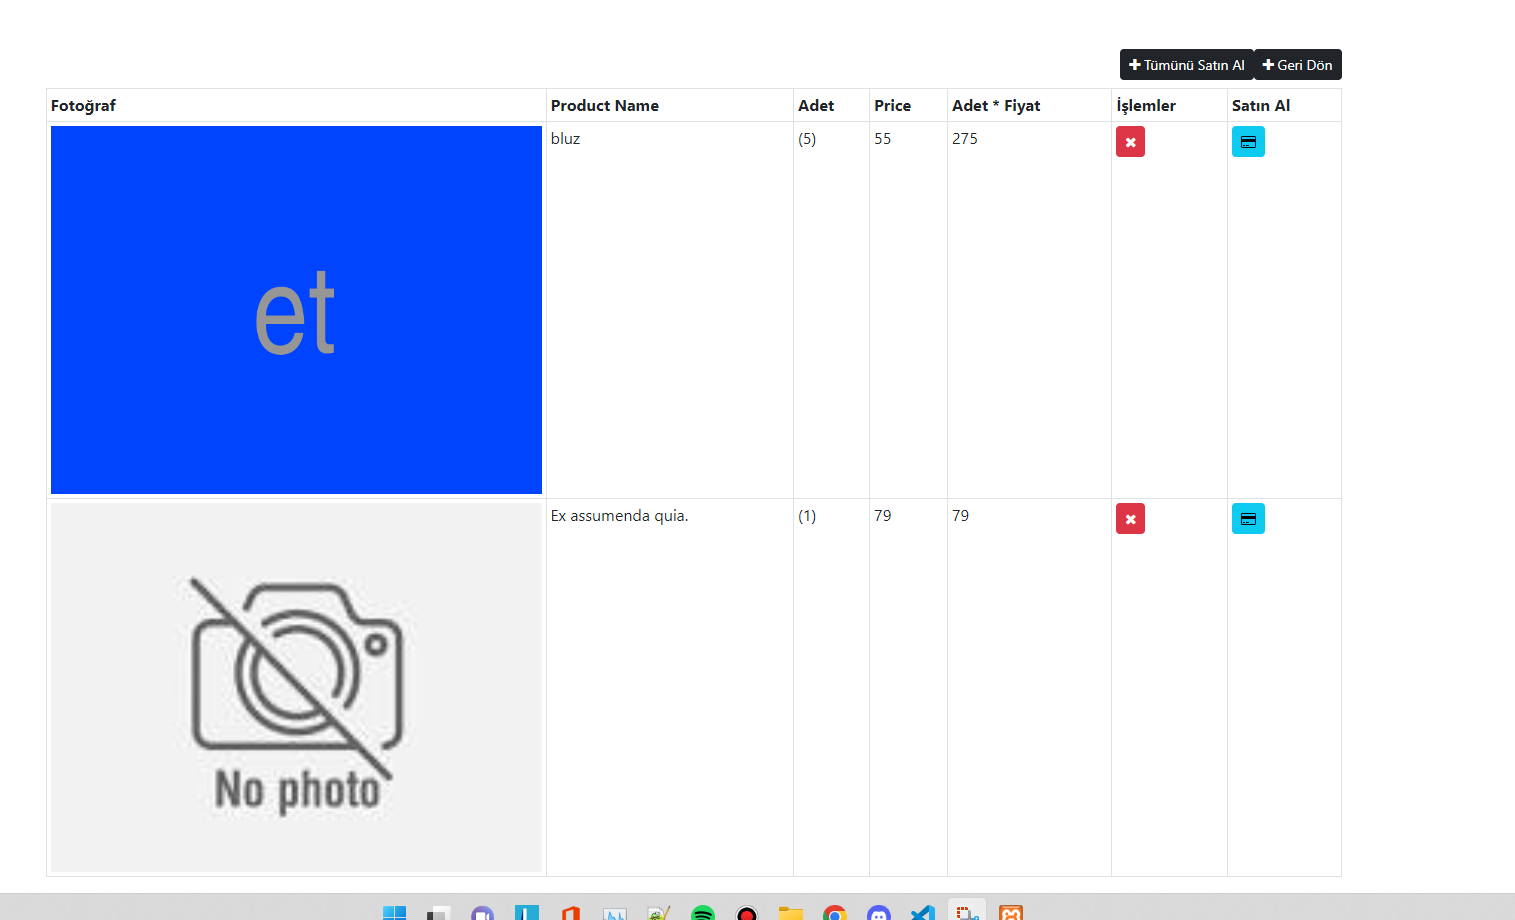 Tümünü Satın Al Geri Dön
Fotoğraf Product Name Adet Price Adet * Fiyat İşlemler Satın Al
et bluz (5) 55 275
Ex assumenda quia. (1) 79 79
No photo